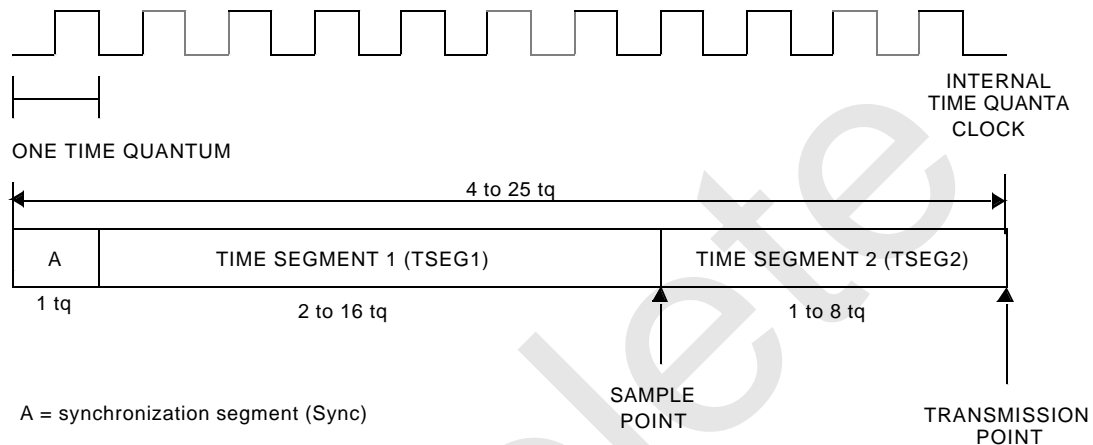 INTERNAL
TIME QUANTA
CLOCK
ONE TIME QUANTUM
4 to 25 tq
A
TIME SEGMENT 1 (TSEG1)
TIME SEGMENT 2 (TSEG2)
1 tq
2 to 16 tq
1 to 8 tq
A = synchronization segment (Sync)
SAMPLE
POINT
TRANSMISSION
POINT
lete